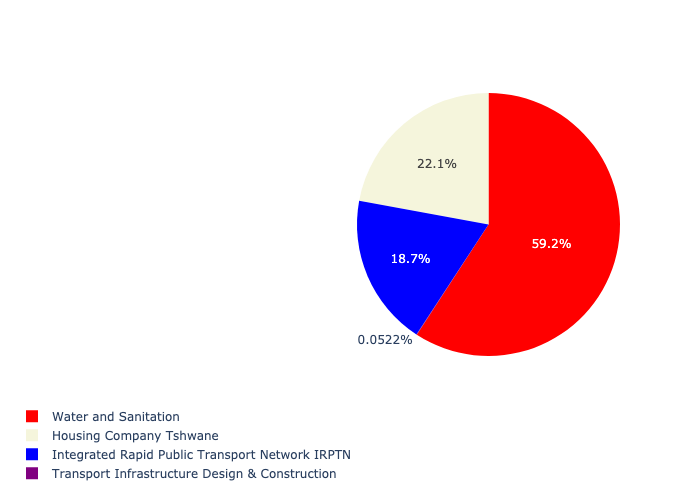 22.1%
59.2%
18.7%
0.0522%
Water and Sanitation
Housing Company Tshwane
Integrated Rapid Public Transport Network IRPTN
Transport Infrastructure Design & Construction